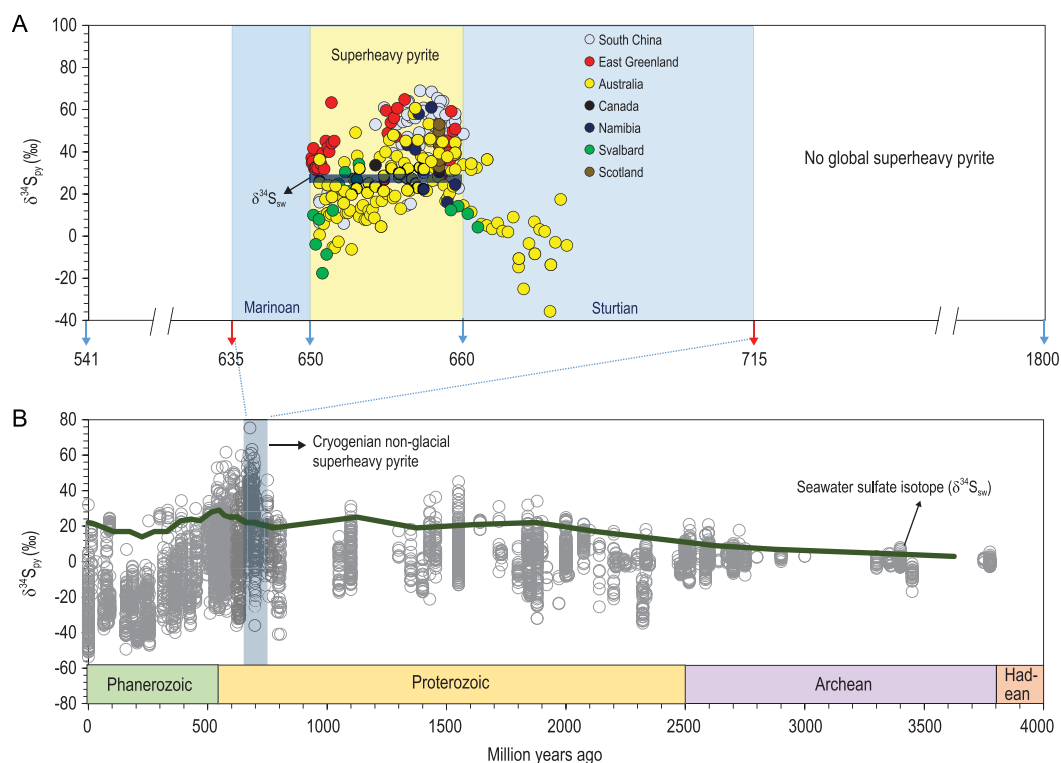 A
100
80
60
40
20
0
-20
-40
δ³⁴Spy (‰)
Superheavy pyrite
South China
East Greenland
Australia
Canada
Namibia
Svalbard
Scotland
No global superheavy pyrite
δ³⁴Ssw
Marinoan
Sturtian
541
635
650
660
715
1800
B
80
60
40
20
0
-20
-40
-60
-80
δ³⁴Spy (‰)
Cryogenian non-glacial
superheavy pyrite
Seawater sulfate isotope (δ³⁴Ssw)
Phanerozoic
Proterozoic
Archean
Had-
ean
0
500
1000
1500
2000
2500
3000
3500
4000
Million years ago